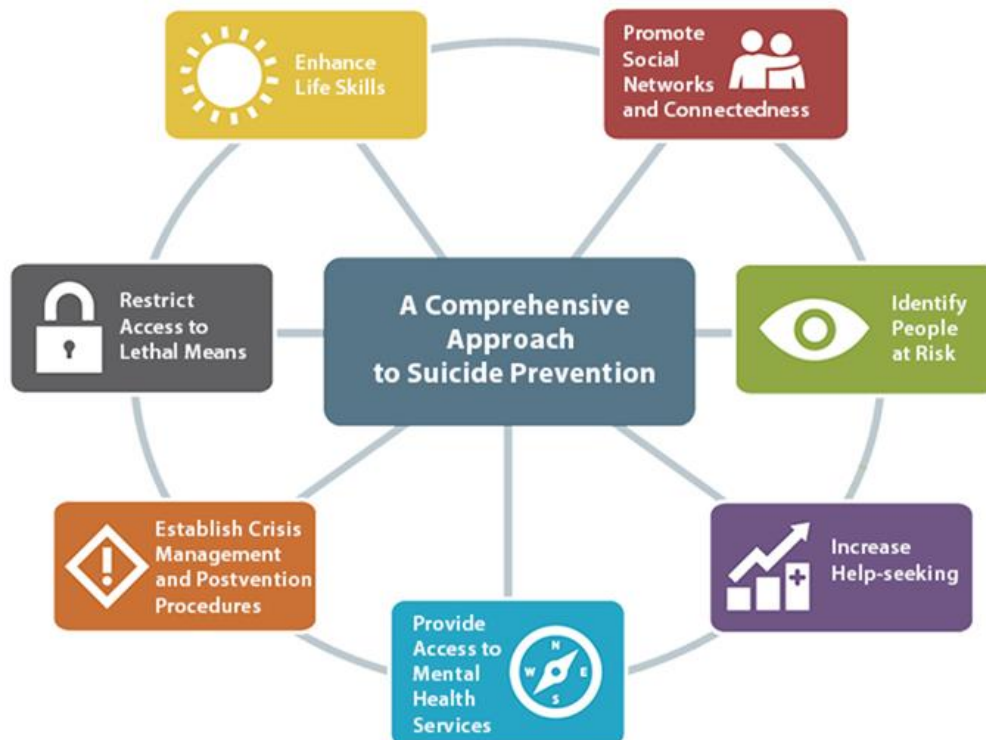 Enhance
Life Skills
Promote
Social
Networks
and Connectedness
Restrict
Access to
Lethal Means
A Comprehensive
Approach
to Suicide Prevention
Identify
People
at Risk
Establish Crisis
Management
and Postvention
Procedures
Provide
Access to
Mental
Health
Services
N
W E
S
Increase
Help-seeking